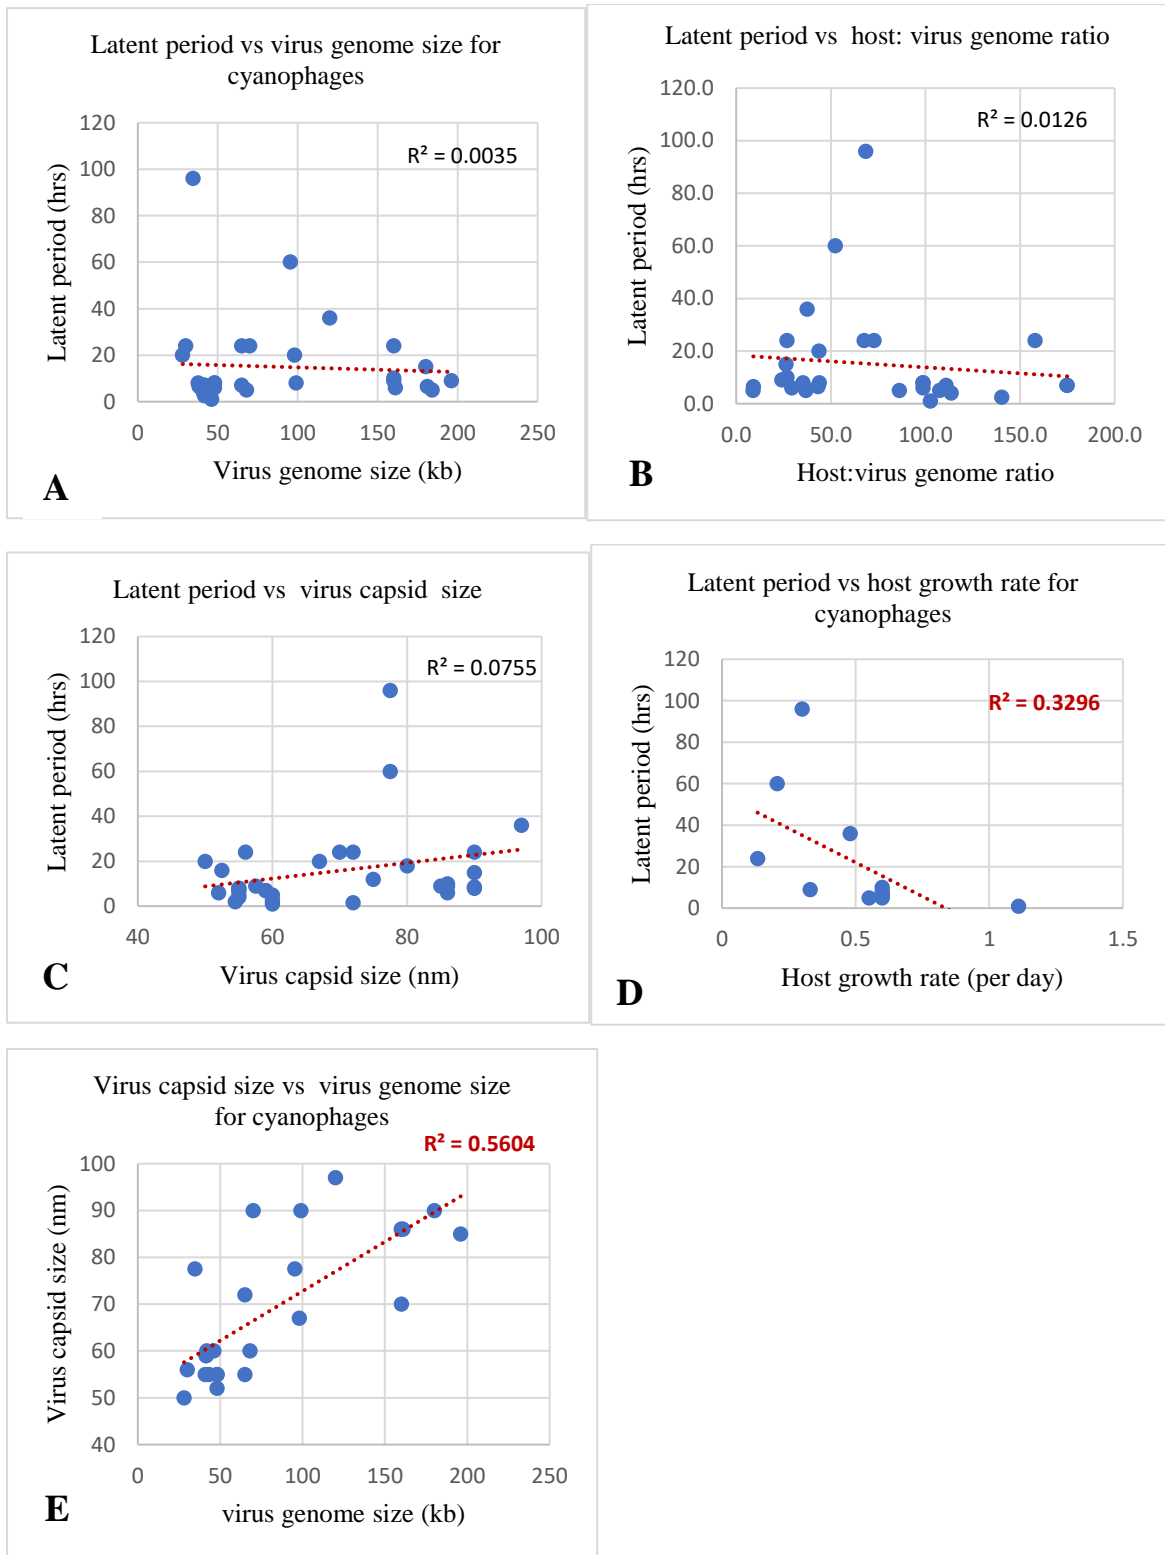 Latent period vs virus genome size for
cyanophages
R² = 0.0035
120
100
80
60
40
20
0
0 50 100 150 200 250
Latent period (hrs)
Virus genome size (kb)
A
Latent period vs host: virus genome ratio
R² = 0.0126
120.0
100.0
80.0
60.0
40.0
20.0
0.0
0.0 50.0 100.0 150.0 200.0
Latent period (hrs)
Host:virus genome ratio
B
Latent period vs virus capsid size
R² = 0.0755
120
100
80
60
40
20
0
40 60 80 100
Latent period (hrs)
Virus capsid size (nm)
C
Latent period vs host growth rate for
cyanophages
R² = 0.3296
120
100
80
60
40
20
0
0 0.5 1 1.5
Latent period (hrs)
Host growth rate (per day)
D
Virus capsid size vs virus genome size
for cyanophages
R² = 0.5604
100
90
80
70
60
50
40
0 50 100 150 200 250
Virus capsid size (nm)
virus genome size (kb)
E